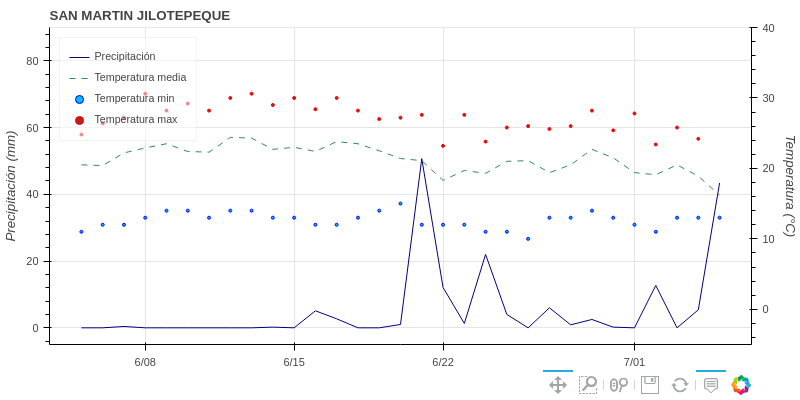 SAN MARTIN JILOTEPEQUE
Precipitación
Temperatura media
Temperatura min
Temperatura max
Precipitación (mm)
80
60
40
20
0
Temperatura (°C)
40
30
20
10
0
6/08
6/15
6/22
7/01